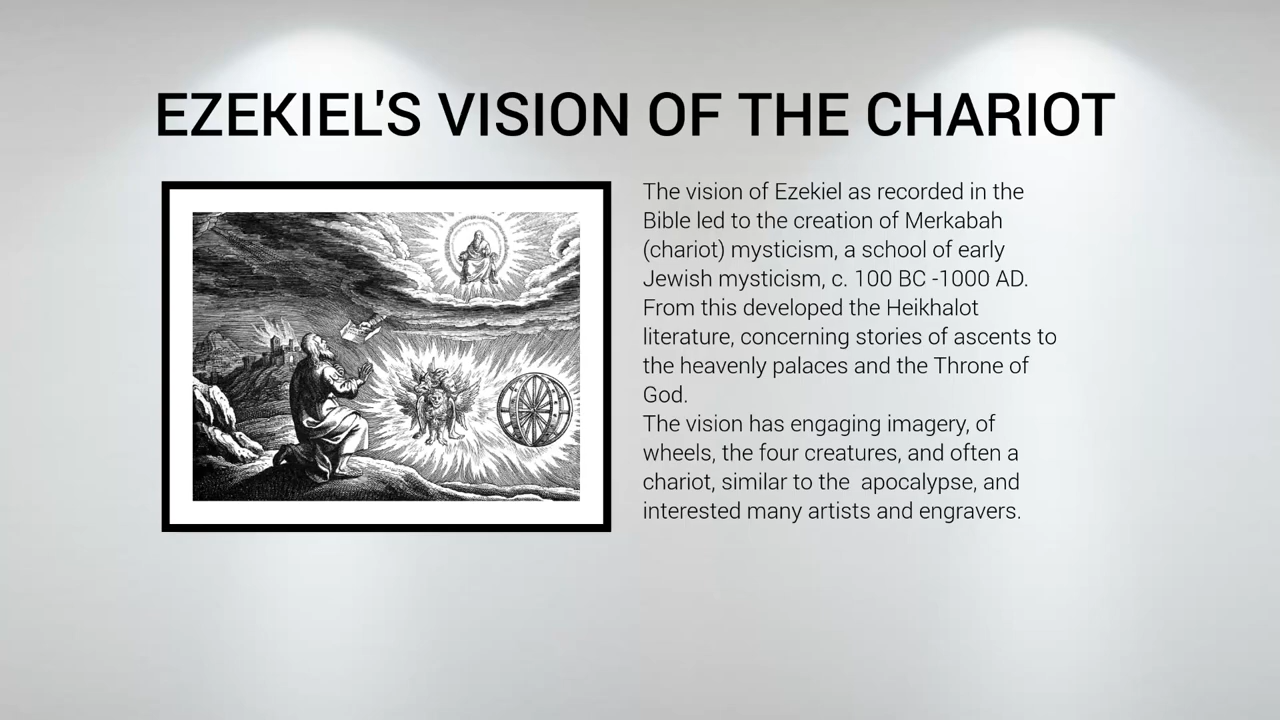 EZEKIEL'S VISION OF THE CHARIOT
The vision of Ezekiel as recorded in the
Bible led to the creation of Merkabah
(chariot) mysticism, a school of early
Jewish mysticism, c. 100 BC -1000 AD.
From this developed the Heikhalot
literature, concerning stories of ascents to
the heavenly palaces and the Throne of
God.
The vision has engaging imagery, of
wheels, the four creatures, and often a
chariot, similar to the  apocalypse, and
interested many artists and engravers.